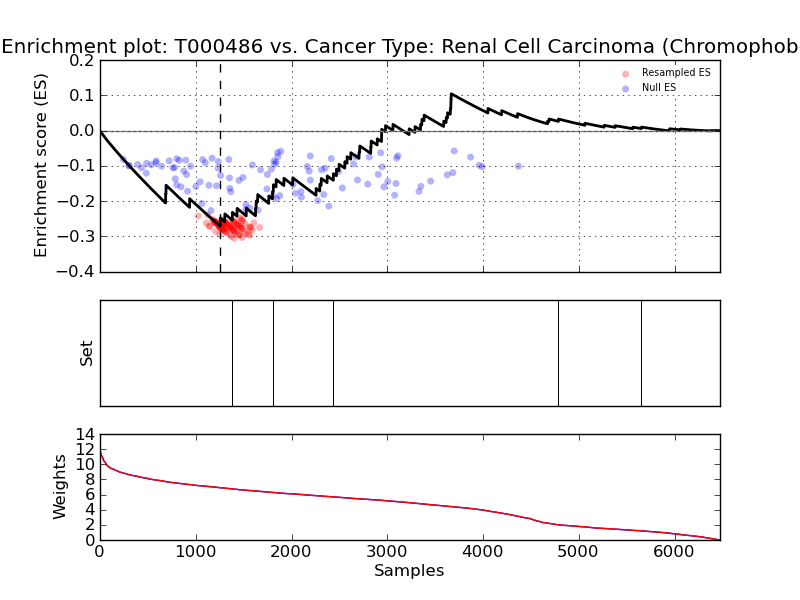 Enrichment plot: T000486 vs. Cancer Type: Renal Cell Carcinoma (Chromophob
0.2
0.1
0.0
−0.1
−0.2
−0.3
−0.4
Enrichment score (ES)
Resampled ES
Null ES
Set
14
12
10
8
6
4
2
0
Weights
0 1000 2000 3000 4000 5000 6000
Samples